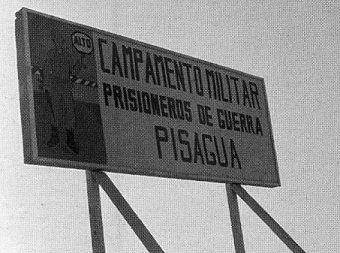 ALTO
CAMPAMENTO MILITAR
PRISIONEROS DE GUERRA
PISAGUA